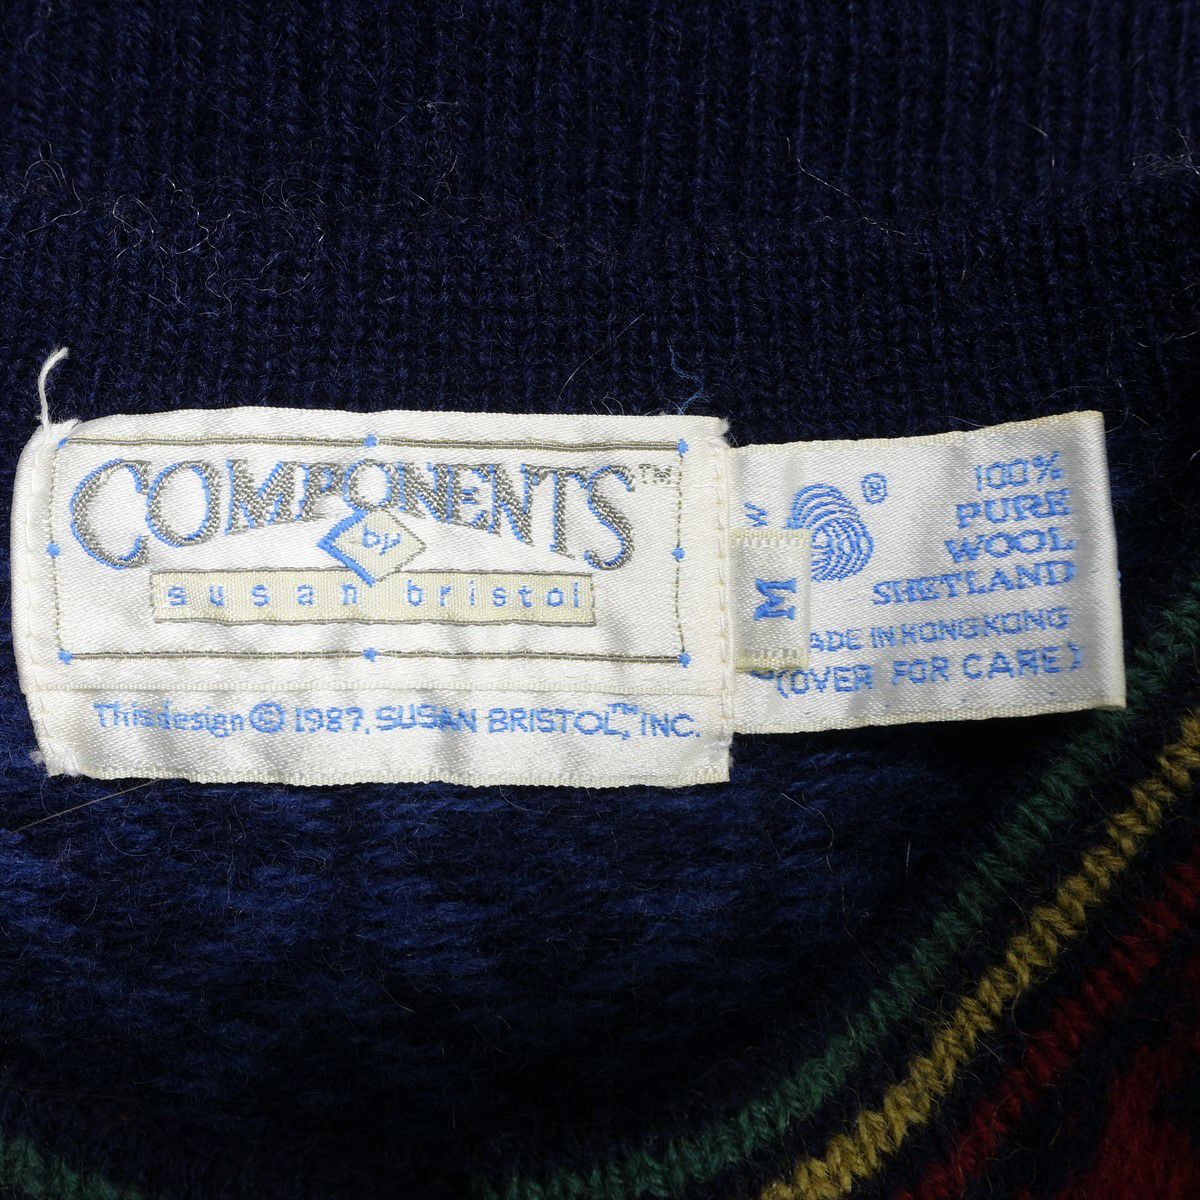 COMPONENTS™
by
susan bristol
This design © 1987, SUSAN BRISTOL™, INC.
W
M
®
100%
PURE
WOOL
SHETLAND
ADE IN HONG KONG
(OVER FOR CARE)